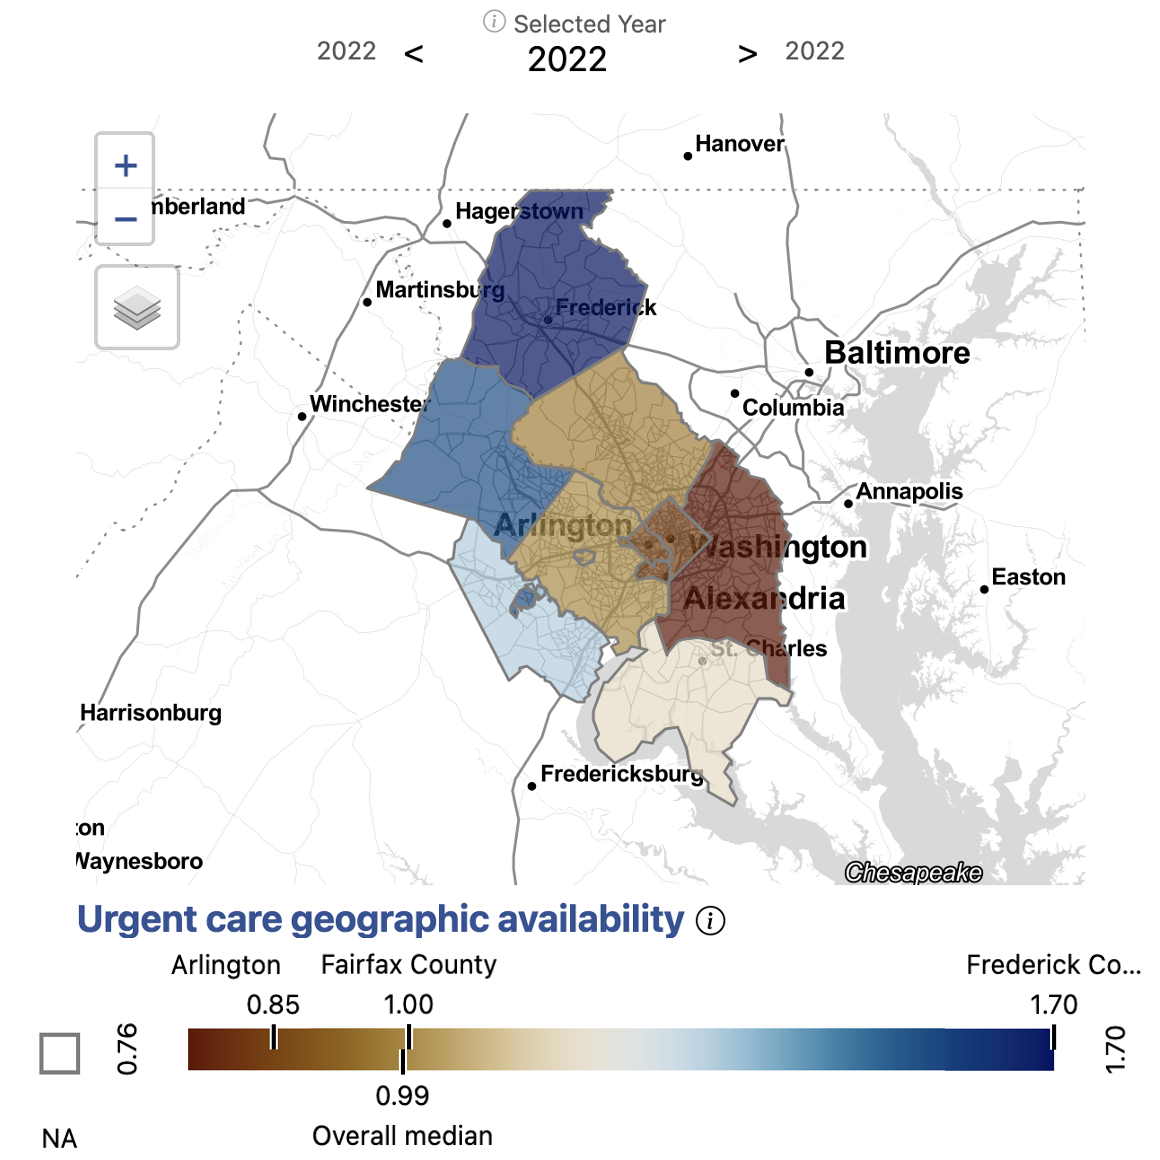 Selected Year
2022 < 2022 > 2022
+
−
Hanover
mberland
Hagerstown
Martinsburg
Frederick
Baltimore
Winchester
Columbia
Annapolis
Arlington
Washington
Easton
Alexandria
St. Charles
Harrisonburg
Fredericksburg
ton
Waynesboro
Chesapeake
Urgent care geographic availability
Arlington Fairfax County Frederick Co...
0.85 1.00 1.70
0.76 1.70
0.99
NA Overall median